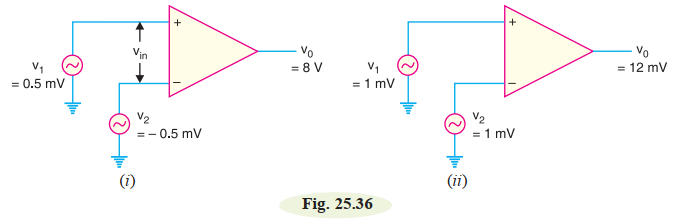 +
Vin
–
V1
= 0.5 mV
V2
= – 0.5 mV
V0
= 8 V
(i)
+
–
V1
= 1 mV
V2
= 1 mV
V0
= 12 mV
(ii)
Fig. 25.36